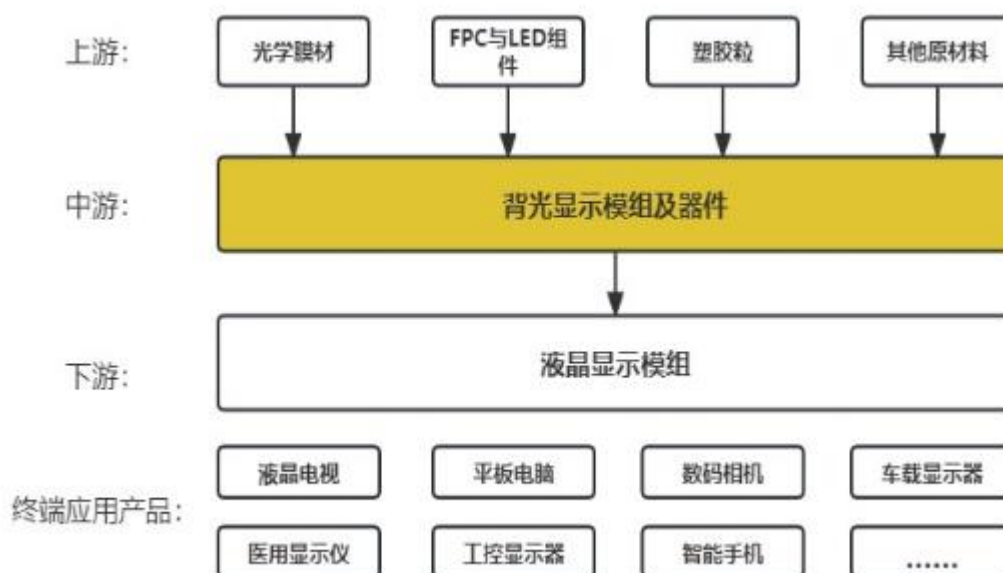 上游：
光学膜材
FPC与LED组
件
塑胶粒
其他原材料
中游：
背光显示模组及器件
下游：
液晶显示模组
终端应用产品：
液晶电视
平板电脑
数码相机
车载显示器
医用显示仪
工控显示器
智能手机
……